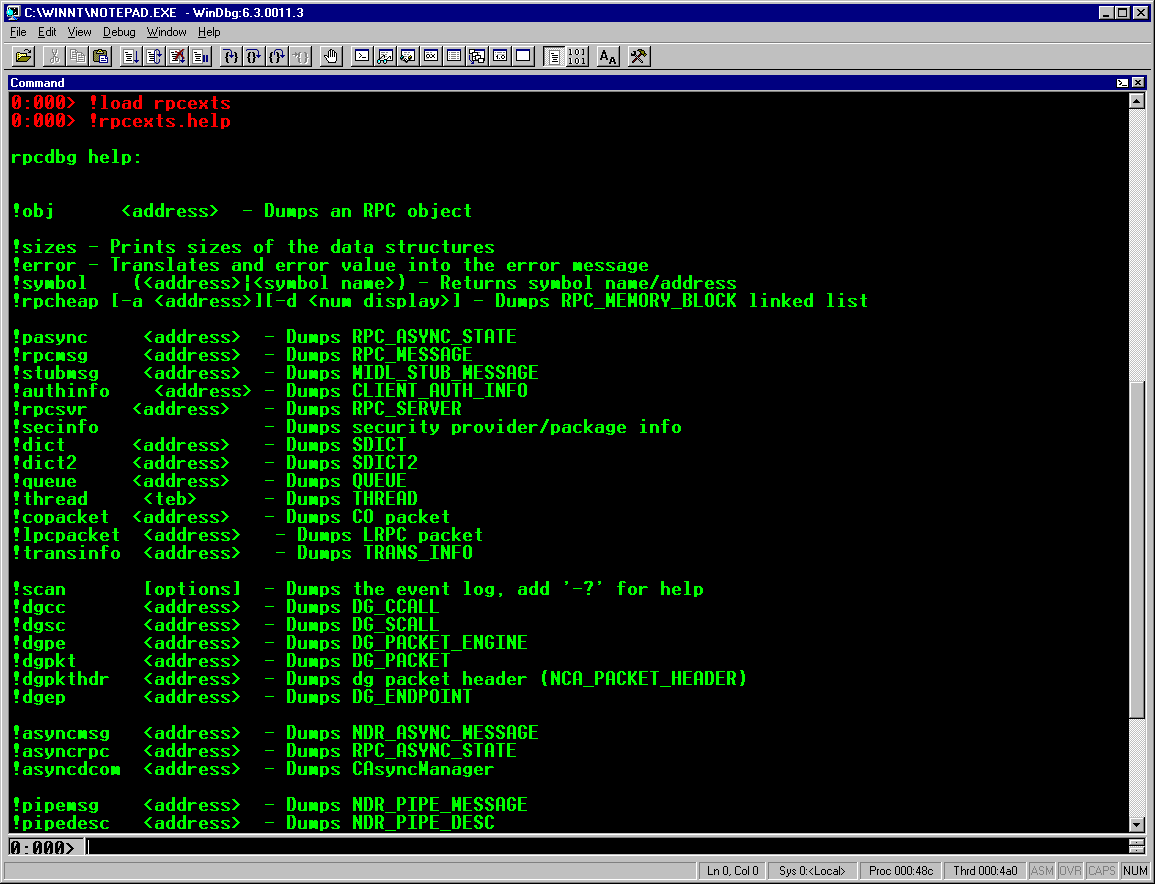 C:\WINNT\NOTEPAD.EXE - WinDbg:6.3.0011.3
File Edit View Debug Window Help
Command
0:000> !load rpcexts
0:000> !rpcexts.help
rpcdbg help:
!obj <address> - Dumps an RPC object
!sizes - Prints sizes of the data structures
!error - Translates and error value into the error message
!symbol (<address>|<symbol name>) - Returns symbol name/address
!rpcheap [-a <address>][-d <num display>] - Dumps RPC_MEMORY_BLOCK linked list
!pasync <address> - Dumps RPC_ASYNC_STATE
!rpcmsg <address> - Dumps RPC_MESSAGE
!stubmsg <address> - Dumps MIDL_STUB_MESSAGE
!authinfo <address> - Dumps CLIENT_AUTH_INFO
!rpcsvr <address> - Dumps RPC_SERVER
!secinfo - Dumps security provider/package info
!dict <address> - Dumps SDICT
!dict2 <address> - Dumps SDICT2
!queue <address> - Dumps QUEUE
!thread <teb> - Dumps THREAD
!copacket <address> - Dumps CO packet
!lpcpacket <address> - Dumps LRPC packet
!transinfo <address> - Dumps TRANS_INFO
!scan [options] - Dumps the event log, add '-?' for help
!dgcc <address> - Dumps DG_CCALL
!dgsc <address> - Dumps DG_SCALL
!dgpe <address> - Dumps DG_PACKET_ENGINE
!dgpkt <address> - Dumps DG_PACKET
!dgpkthdr <address> - Dumps dg packet header (NCA_PACKET_HEADER)
!dgep <address> - Dumps DG_ENDPOINT
!asyncmsg <address> - Dumps NDR_ASYNC_MESSAGE
!asyncrpc <address> - Dumps RPC_ASYNC_STATE
!asyncdcom <address> - Dumps CAsyncManager
!pipemsg <address> - Dumps NDR_PIPE_MESSAGE
!pipedesc <address> - Dumps NDR_PIPE_DESC
0:000>
Ln 0, Col 0 Sys 0:<Local> Proc 000:48c Thrd 000:4a0 ASM OVR CAPS NUM